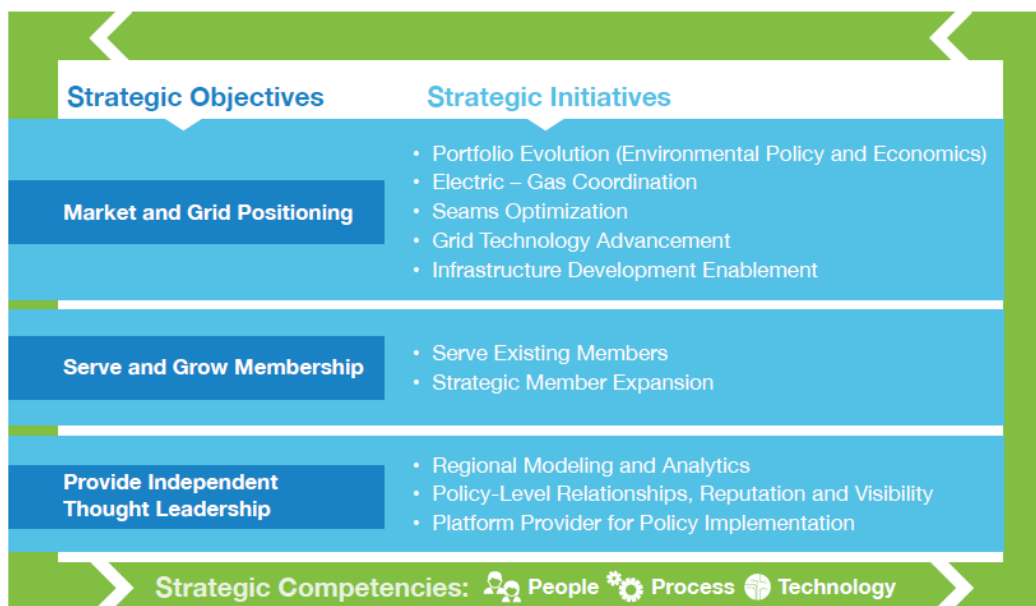 Strategic Objectives
Strategic Initiatives
Market and Grid Positioning
• Portfolio Evolution (Environmental Policy and Economics)
• Electric – Gas Coordination
• Seams Optimization
• Grid Technology Advancement
• Infrastructure Development Enablement
Serve and Grow Membership
• Serve Existing Members
• Strategic Member Expansion
Provide Independent
Thought Leadership
• Regional Modeling and Analytics
• Policy-Level Relationships, Reputation and Visibility
• Platform Provider for Policy Implementation
Strategic Competencies: People Process Technology